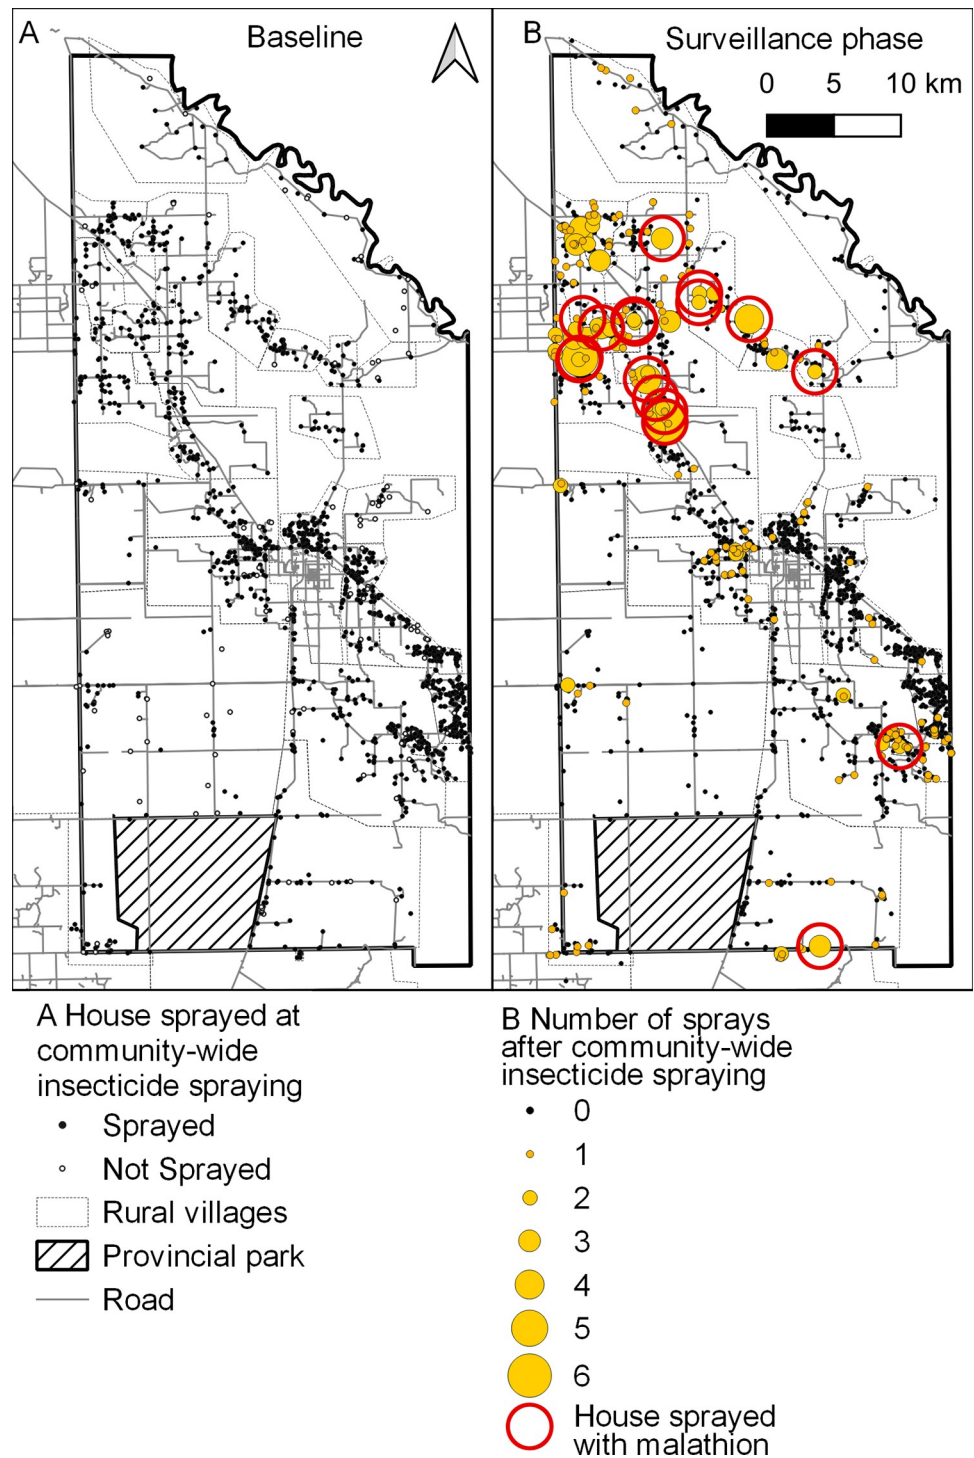 A
Baseline
B
Surveillance phase
0 5 10 km
A House sprayed at
community-wide
insecticide spraying
Sprayed
Not Sprayed
Rural villages
Provincial park
Road
B Number of sprays
after community-wide
insecticide spraying
0
1
2
3
4
5
6
House sprayed
with malathion